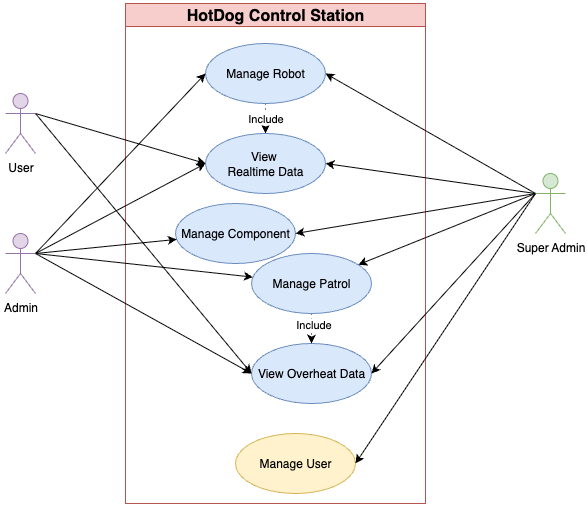 HotDog Control Station
Manage Robot
Include
View
Realtime Data
User
Manage Component
Super Admin
Manage Patrol
Admin
Include
View Overheat Data
Manage User